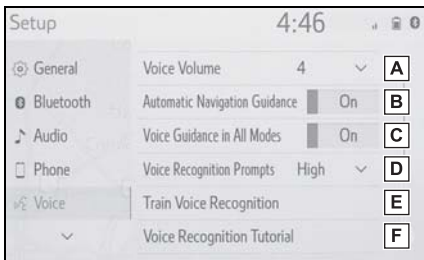 Setup 4:46
General Voice Volume 4 A
Bluetooth Automatic Navigation Guidance On B
Audio Voice Guidance in All Modes On C
Phone Voice Recognition Prompts High D
Voice Train Voice Recognition E
Voice Recognition Tutorial F